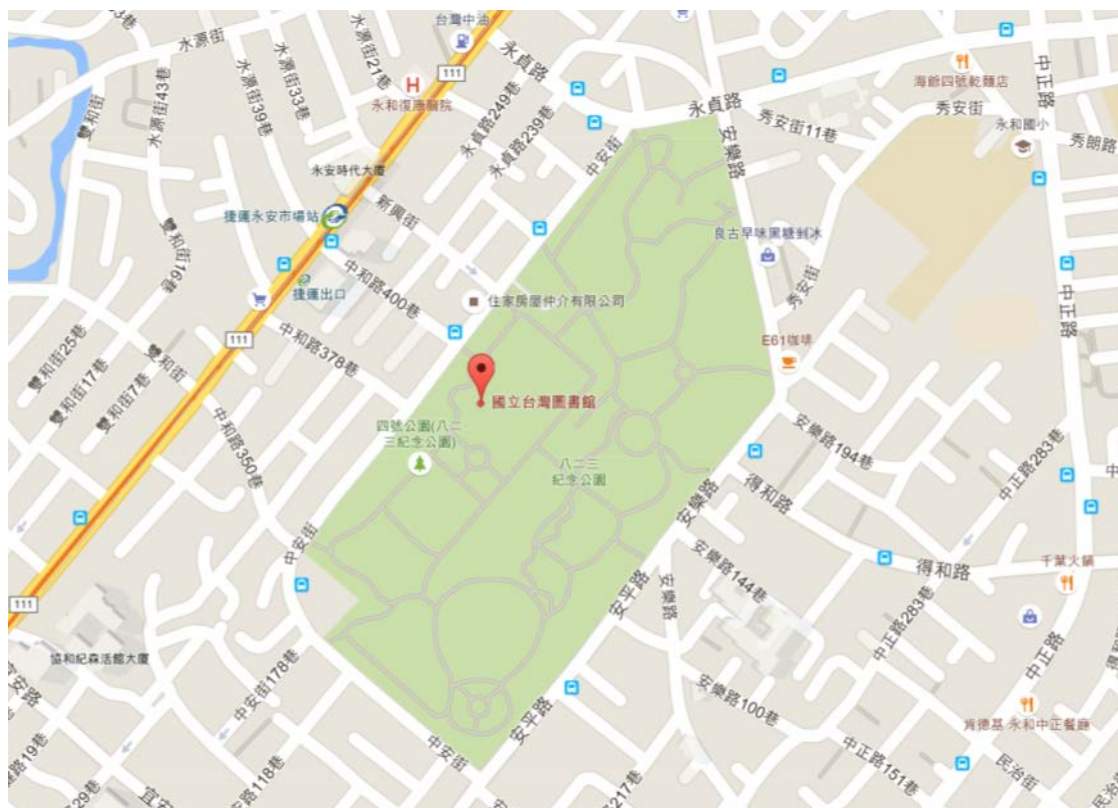 台灣中油
水源街
水源街43巷
水源街39巷
水源街33巷
水源街21巷
雙和街
111
永和復康醫院
永貞路
永貞路249巷
永貞路239巷
中安街
永貞路
安樂路
秀安街11巷
海爺四號乾麵店
秀安街
中正路
永和國小
秀朗路
永安時代大廈
捷運永安市場站
新興街
捷運出口
中和路400巷
住家房屋仲介有限公司
良古早味黑糖剉冰
秀安街
中正路
雙和街16巷
雙和街25巷
雙和街17巷
雙和街7巷
雙和街
111
中和路378巷
中和路350巷
E61咖啡
國立台灣圖書館
四號公園(八二
三紀念公園)
八二三
紀念公園
安樂路194巷
中正路283巷
得和路
安樂路
中安街
111
協和紀森活館大廈
安平路
安樂路
安樂路144巷
中正路283巷
得和路
千葉火鍋
中正路
中安街178巷
安平路
中安街
安樂路100巷
中正路151巷
肯德基 永和中正餐廳
民治街
民治街